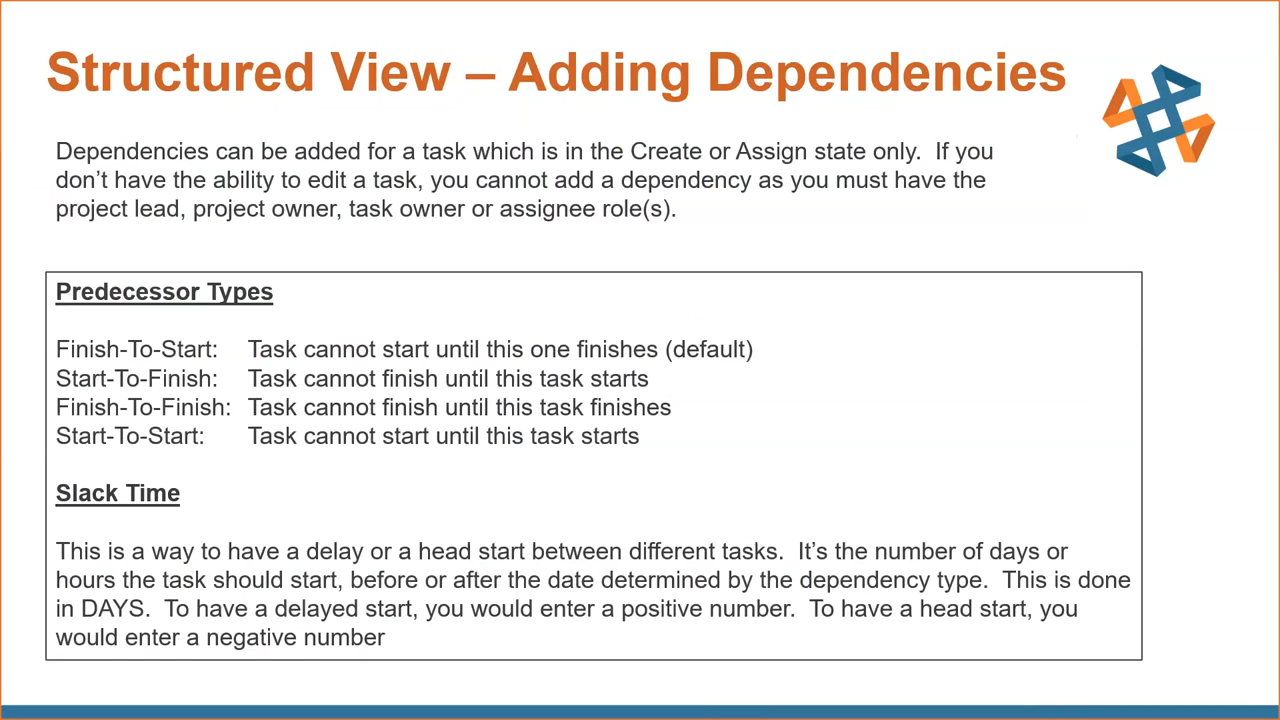 Structured View – Adding Dependencies
Dependencies can be added for a task which is in the Create or Assign state only.  If you
don’t have the ability to edit a task, you cannot add a dependency as you must have the
project lead, project owner, task owner or assignee role(s).
Predecessor Types
Finish-To-Start: Task cannot start until this one finishes (default)
Start-To-Finish: Task cannot finish until this task starts
Finish-To-Finish: Task cannot finish until this task finishes
Start-To-Start: Task cannot start until this task starts
Slack Time
This is a way to have a delay or a head start between different tasks.  It’s the number of days or
hours the task should start, before or after the date determined by the dependency type.  This is done
in DAYS.  To have a delayed start, you would enter a positive number.  To have a head start, you
would enter a negative number